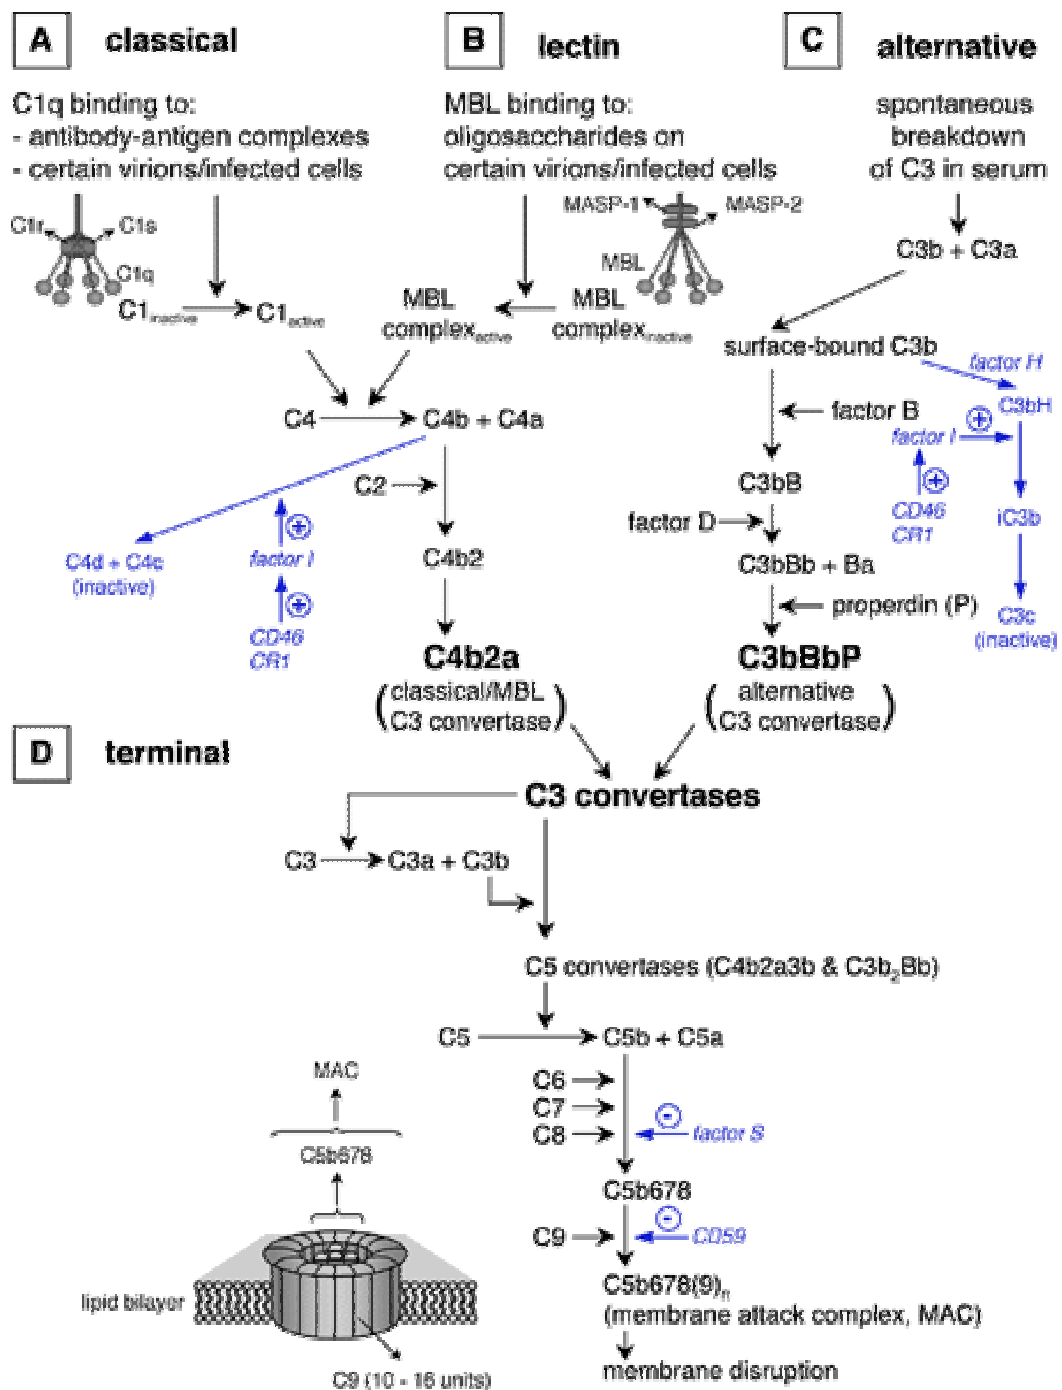 A classical
C1q binding to:
- antibody-antigen complexes
- certain virions/infected cells
C1r
C1s
C1q
C1inactive
C1active
B lectin
MBL binding to:
oligosaccharides on
certain virions/infected cells
MASP-1
MASP-2
MBL
MBL
complexactive
MBL
complexinactive
C4
C4b + C4a
C2
C4b2
C4d + C4c
(inactive)
+
factor I
+
CD46
CR1
C4b2a
(classical/MBL
C3 convertase)
C alternative
spontaneous
breakdown
of C3 in serum
C3b + C3a
surface-bound C3b
factor H
C3bH
factor B
factor I
+
C3bB
+
CD46
CR1
iC3b
factor D
C3bBb + Ba
properdin (P)
C3c
(inactive)
C3bBbP
(alternative
C3 convertase)
D terminal
C3 convertases
C3
C3a + C3b
C5 convertases (C4b2a3b & C3b2Bb)
C5
C5b + C5a
C6
C7
C8
-
factor S
C5b678
C9
-
CD59
C5b678(9)n
(membrane attack complex, MAC)
membrane disruption
MAC
C5b678
lipid bilayer
C9 (10 - 16 units)